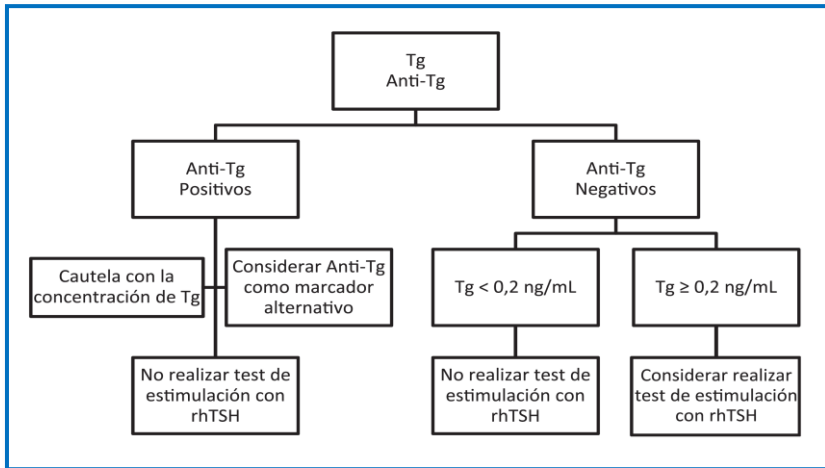 Tg
Anti-Tg
Anti-Tg
Positivos
Anti-Tg
Negativos
Cautela con la
concentración de Tg
Considerar Anti-Tg
como marcador
alternativo
Tg < 0,2 ng/mL
Tg ≥ 0,2 ng/mL
No realizar test de
estimulación con
rhTSH
No realizar test de
estimulación con
rhTSH
Considerar realizar
test de estimulación
con rhTSH